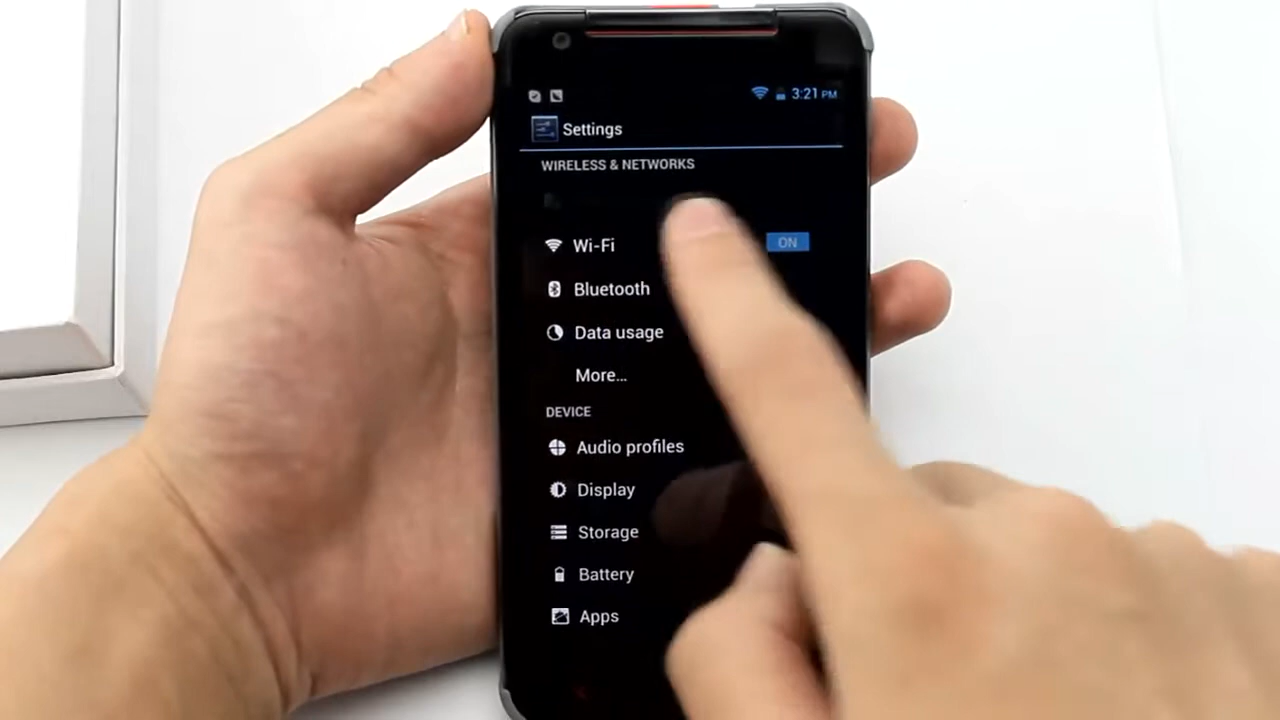 3:21 PM
Settings
WIRELESS & NETWORKS
Wi-Fi ON
Bluetooth
Data usage
More...
DEVICE
Audio profiles
Display
Storage
Battery
Apps